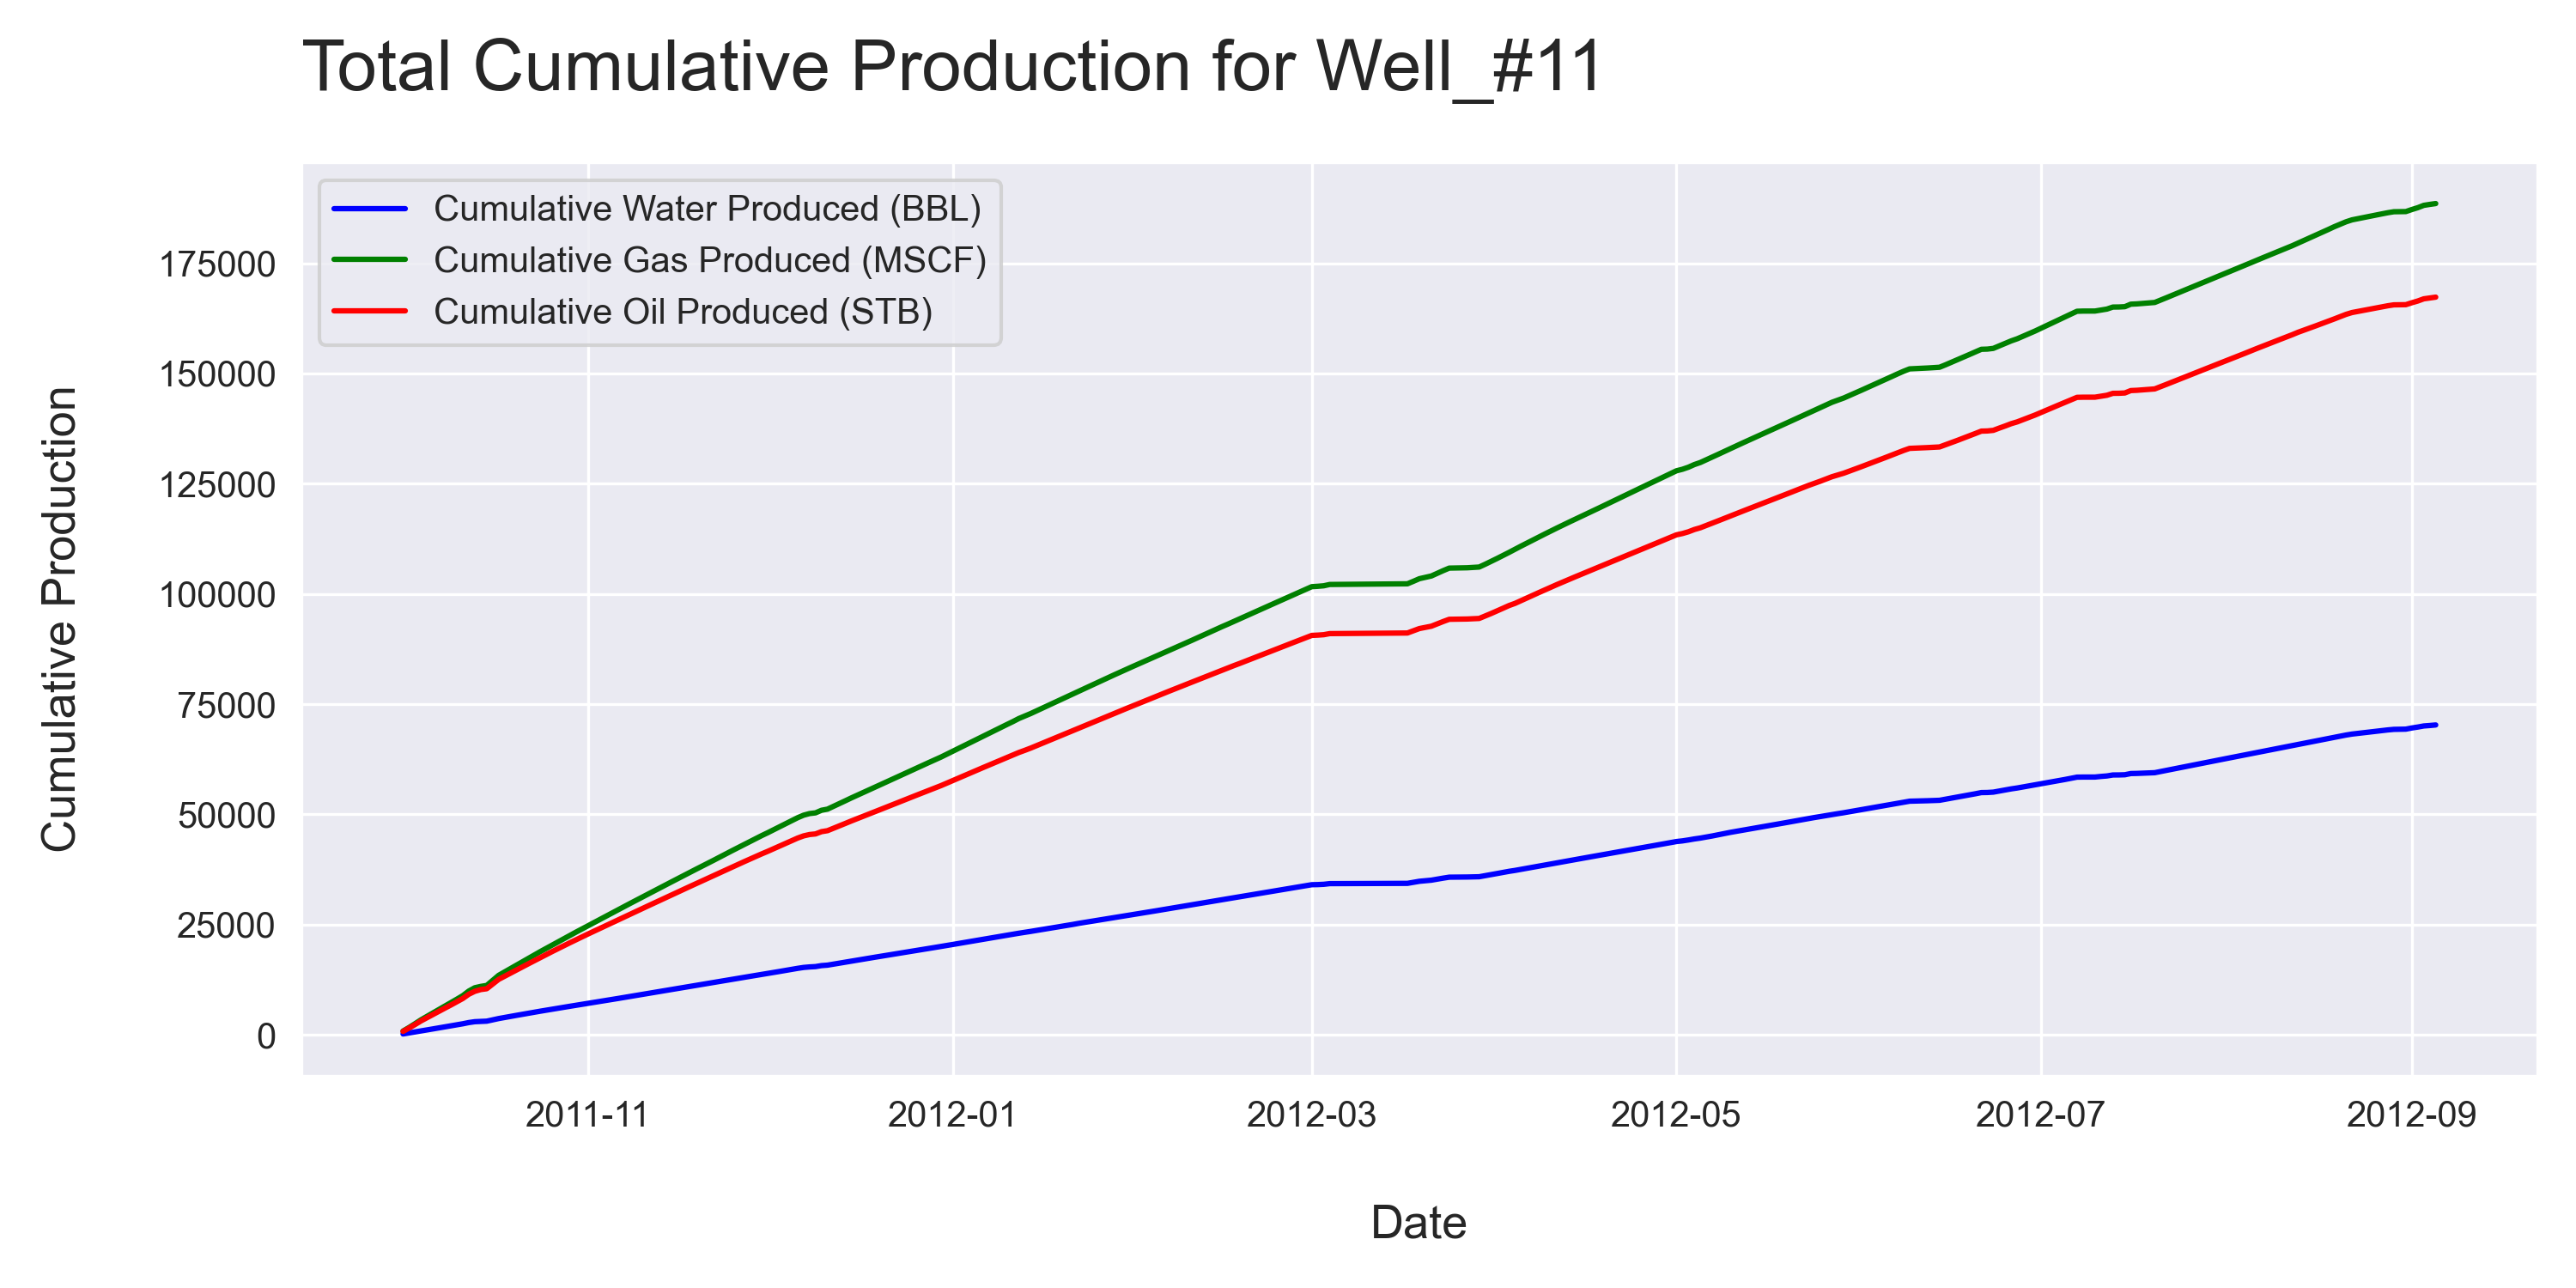 Total Cumulative Production for Well_#11
Cumulative Water Produced (BBL)
Cumulative Gas Produced (MSCF)
Cumulative Oil Produced (STB)
Cumulative Production
175000
150000
125000
100000
75000
50000
25000
0
2011-11
2012-01
2012-03
2012-05
2012-07
2012-09
Date